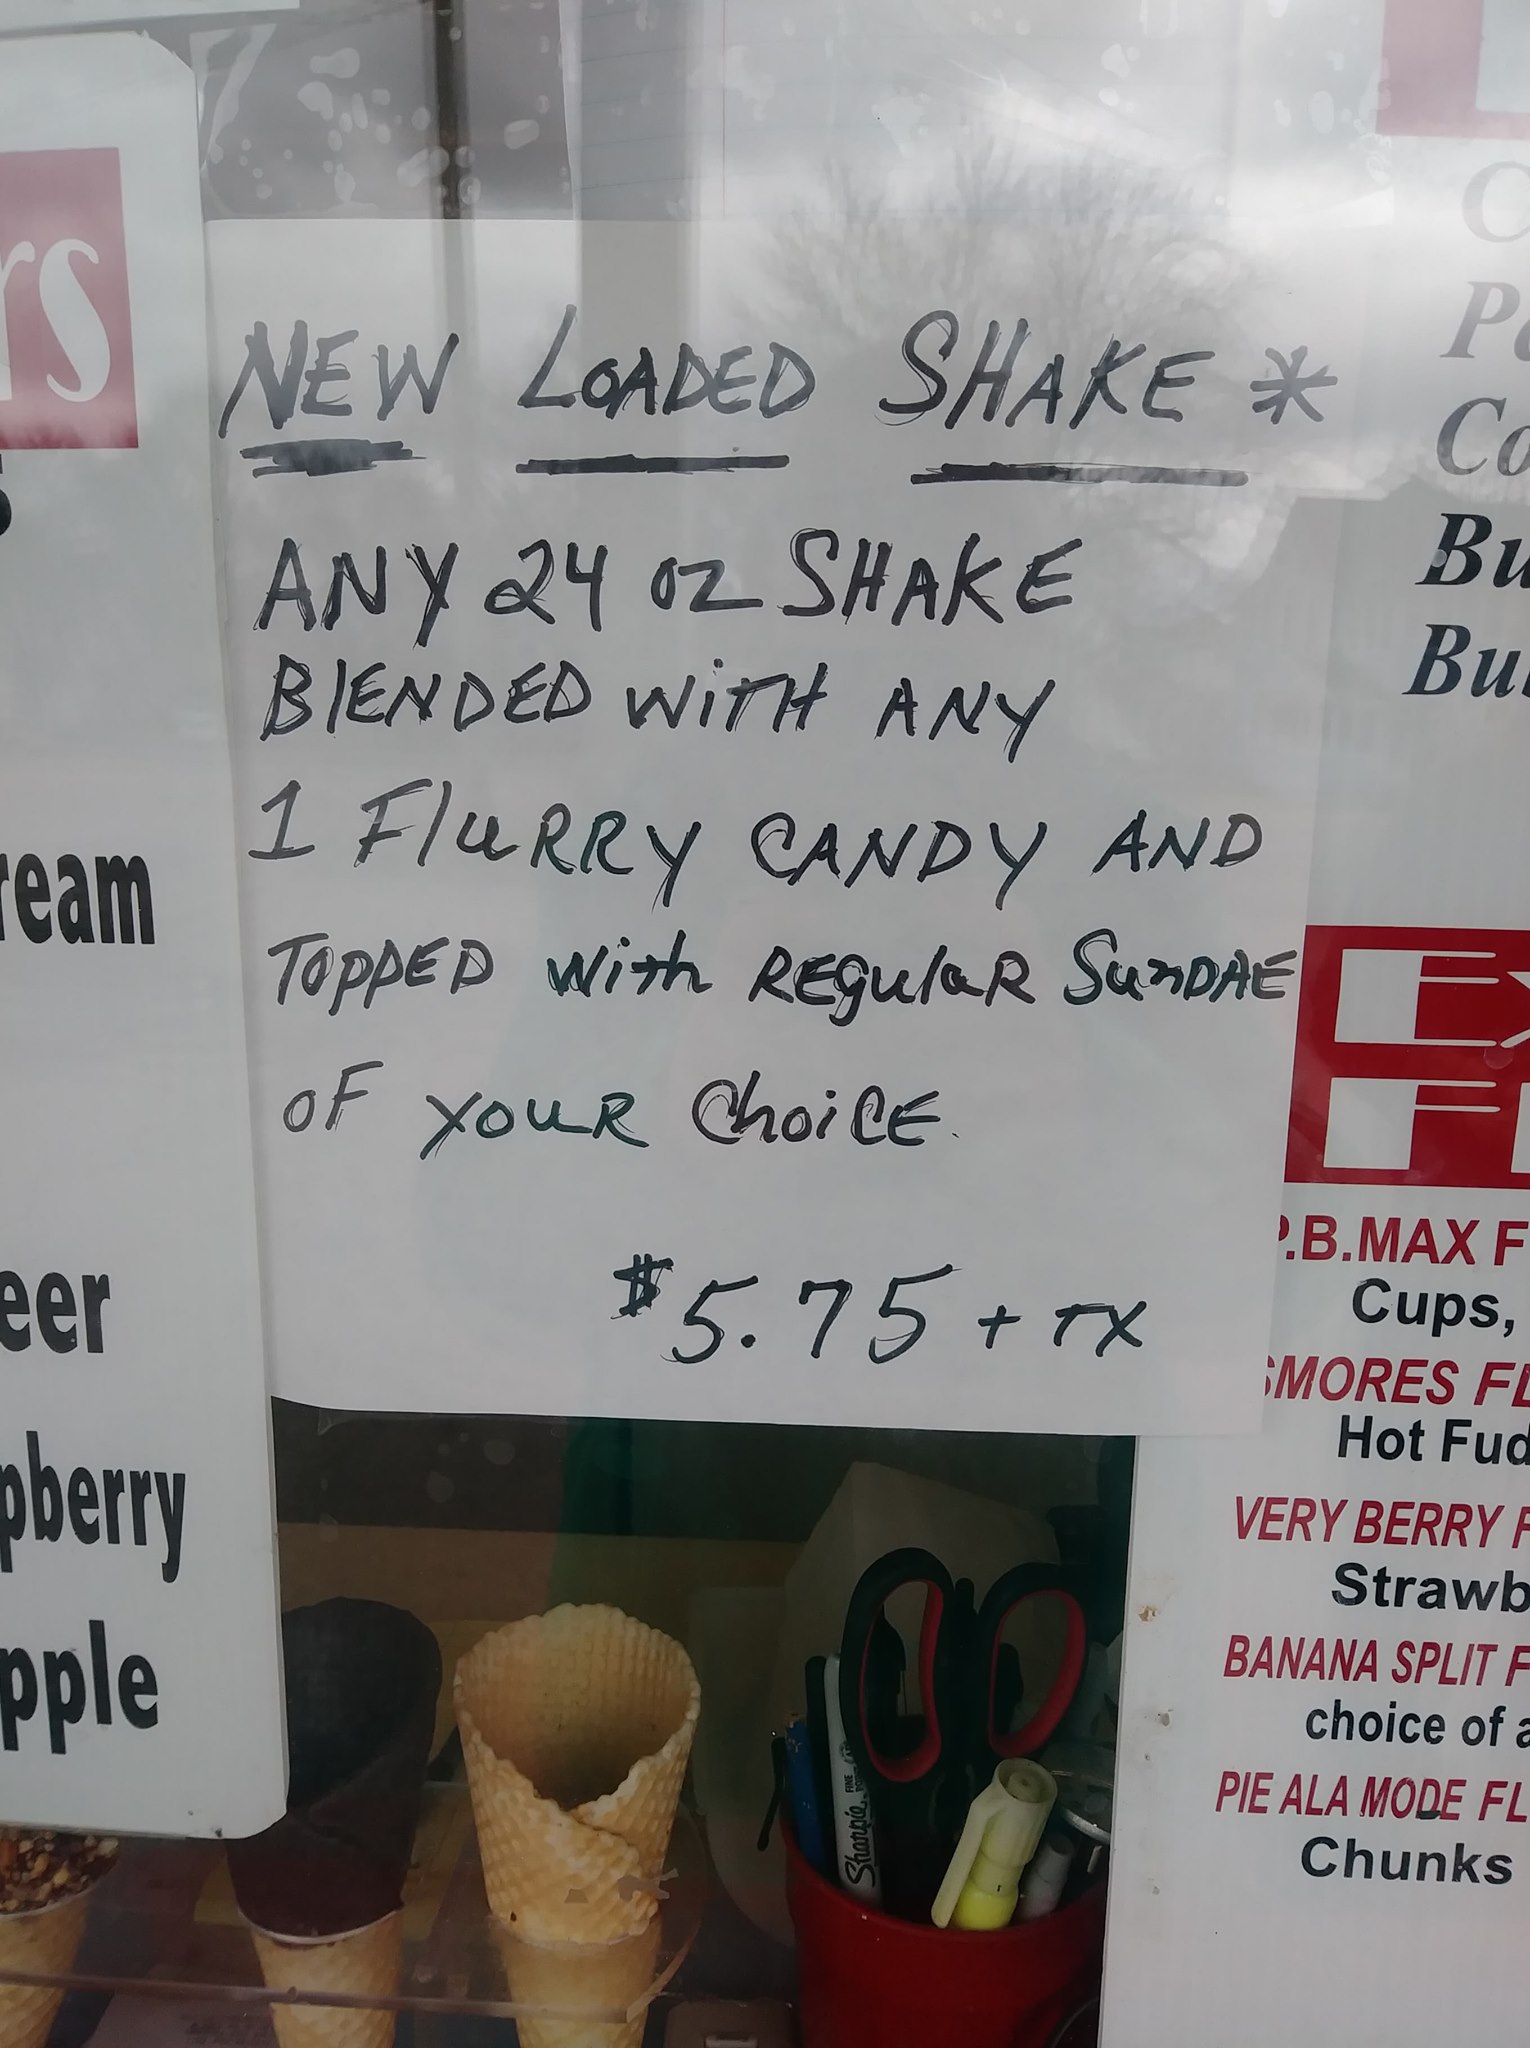 rs
ream
eer
pberry
pple
NEW LOADED SHAKE *
ANY 24 oz SHAKE
BlENDED WiTH ANY
1 FluRRY CANDY AND
TOppED With REgulaR SunDAE
oF YouR ChoiCE.
$5.75 + TX
Co
Bu
P.B.MAX F
Cups,
SMORES FL
Hot Fud
VERY BERRY F
Strawb
BANANA SPLIT F
choice of a
PIE ALA MODE FL
Chunks
Sharpie
FINE